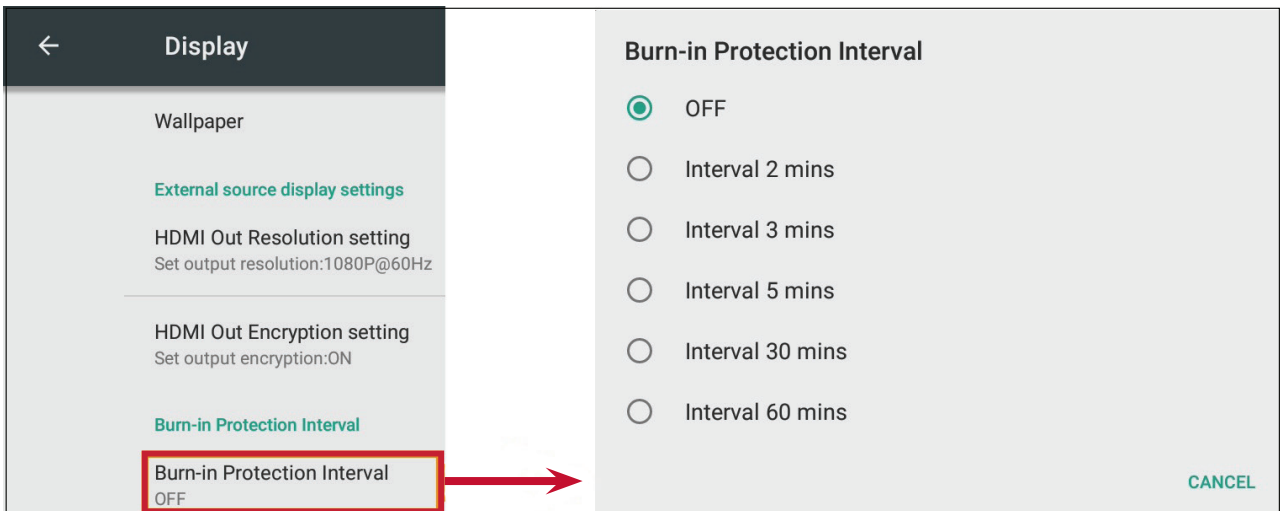 Display
Wallpaper
External source display settings
HDMI Out Resolution setting
Set output resolution:1080P@60Hz
HDMI Out Encryption setting
Set output encryption:ON
Burn-in Protection Interval
Burn-in Protection Interval
OFF
Burn-in Protection Interval
OFF
Interval 2 mins
Interval 3 mins
Interval 5 mins
Interval 30 mins
Interval 60 mins
CANCEL